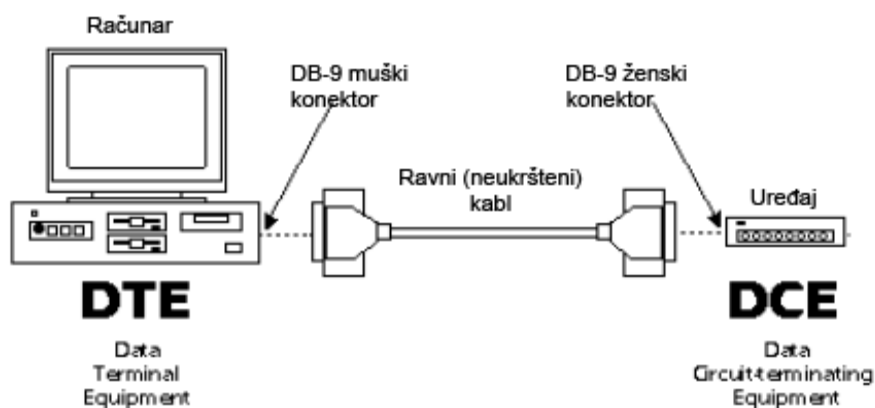 Računar
DB-9 muški
konektor
DB-9 ženski
konektor
Ravni (neukršteni)
kabl
Uređaj
DTE
DCE
Data
Terminal
Equipment
Data
Circuit-terminating
Equipment